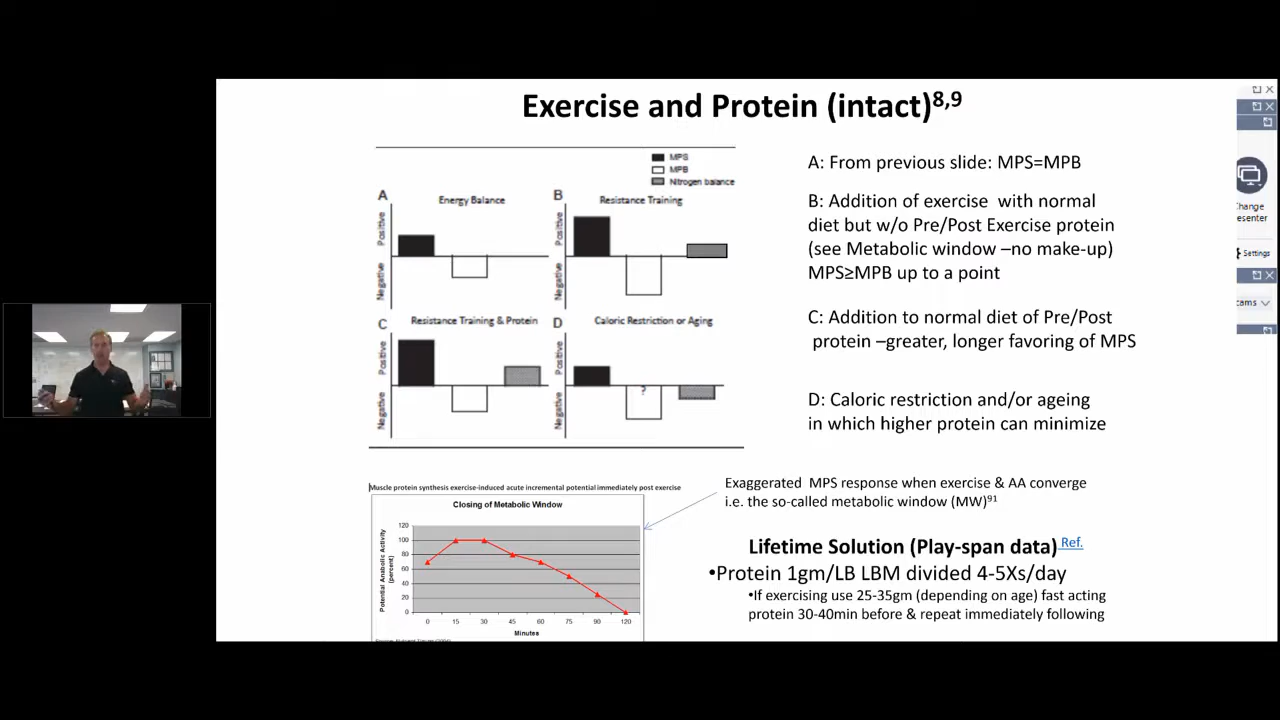 Exercise and Protein (intact)8,9
MPS
MPB
Nitrogen balance
A
Energy Balance
Positive
Negative
B
Resistance Training
Positive
Negative
C
Resistance Training & Protein
Positive
Negative
D
Caloric Restriction or Aging
Positive
Negative
?
A: From previous slide: MPS=MPB
B: Addition of exercise with normal
diet but w/o Pre/Post Exercise protein
(see Metabolic window –no make-up)
MPS≥MPB up to a point
C: Addition to normal diet of Pre/Post
protein –greater, longer favoring of MPS
D: Caloric restriction and/or ageing
in which higher protein can minimize
Muscle protein synthesis exercise-induced acute incremental potential immediately post exercise
Closing of Metabolic Window
Potential Anabolic Activity
(percent)
120
100
80
60
40
20
0
0 15 30 45 60 75 90 120
Minutes
Exaggerated MPS response when exercise & AA converge
i.e. the so-called metabolic window (MW)91
Lifetime Solution (Play-span data) Ref.
•Protein 1gm/LB LBM divided 4-5Xs/day
•If exercising use 25-35gm (depending on age) fast acting
protein 30-40min before & repeat immediately following
Change
esenter
Settings
cams